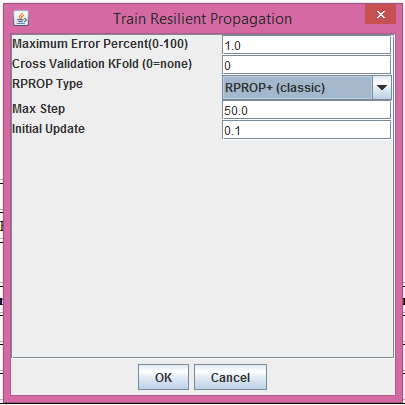 Train Resilient Propagation
Maximum Error Percent(0-100) 1.0
Cross Validation KFold (0=none) 0
RPROP Type RPROP+ (classic)
Max Step 50.0
Initial Update 0.1
OK Cancel